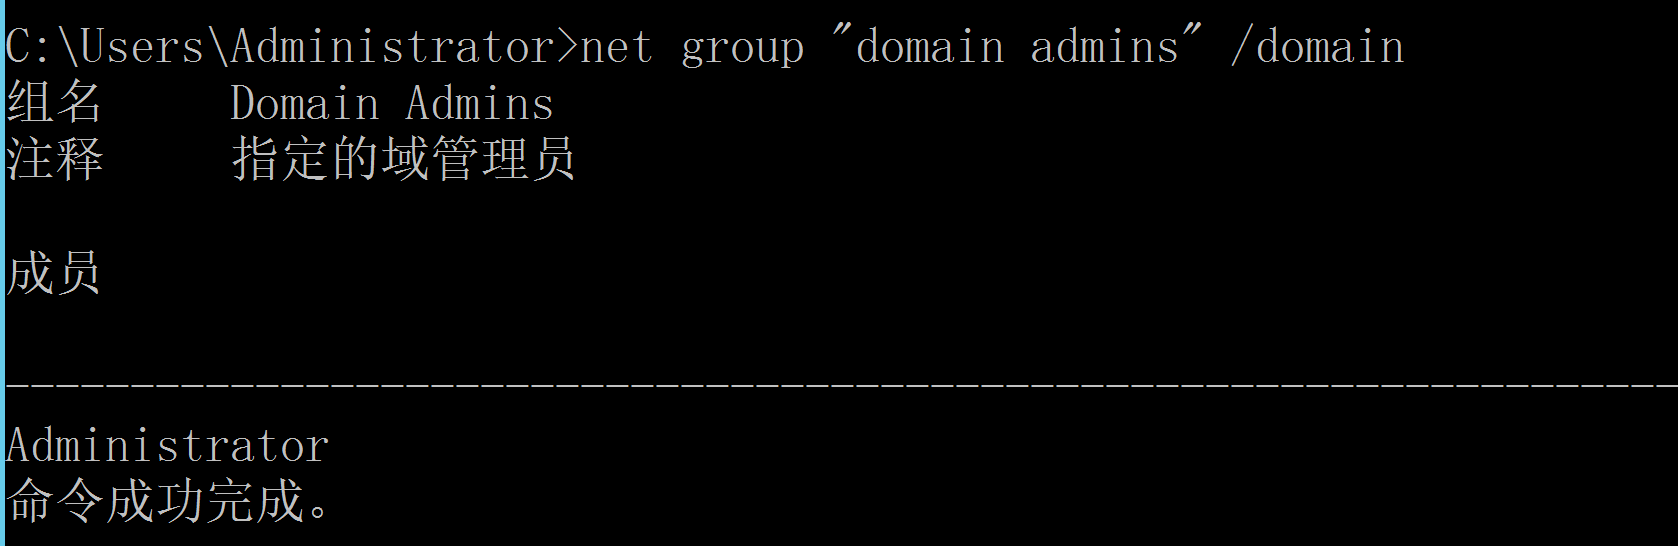 C:\Users\Administrator>net group "domain admins" /domain
组名     Domain Admins
注释     指定的域管理员
成员
-------------------------------------------------------------------
Administrator
命令成功完成。